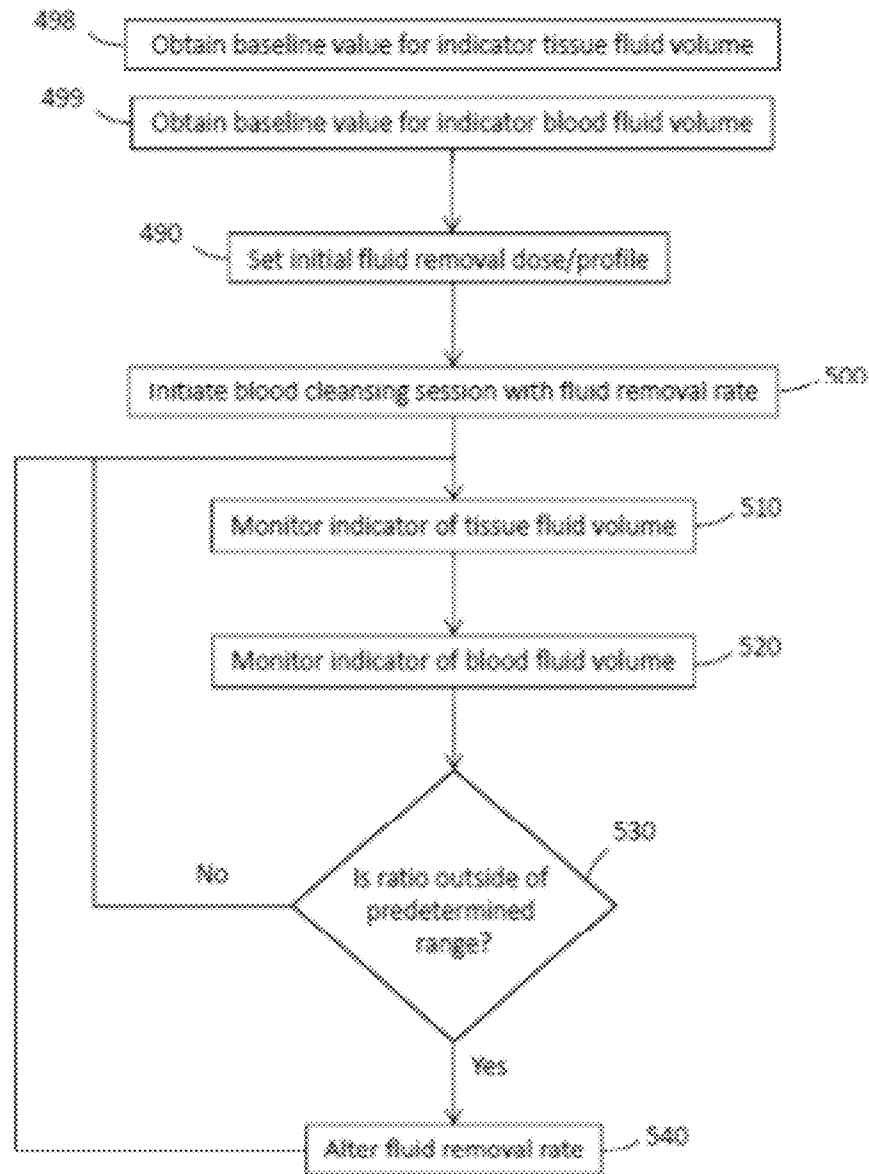 498
Obtain baseline value for indicator tissue fluid volume
499
Obtain baseline value for indicator blood fluid volume
490
Set initial fluid removal dose/profile
Initiate blood cleansing session with fluid removal rate
500
Monitor indicator of tissue fluid volume
510
Monitor indicator of blood fluid volume
520
530
No
Is ratio outside of
predetermined
range?
Yes
Alter fluid removal rate
540